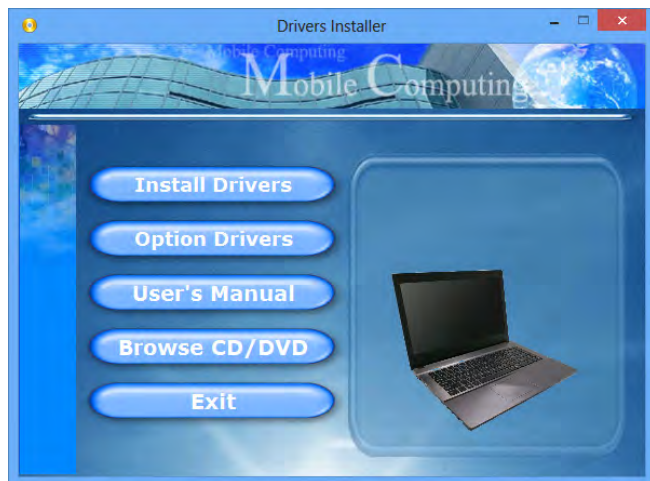 Drivers Installer
Mobile Computing
Mobile Computing
Install Drivers
Option Drivers
User's Manual
Browse CD/DVD
Exit